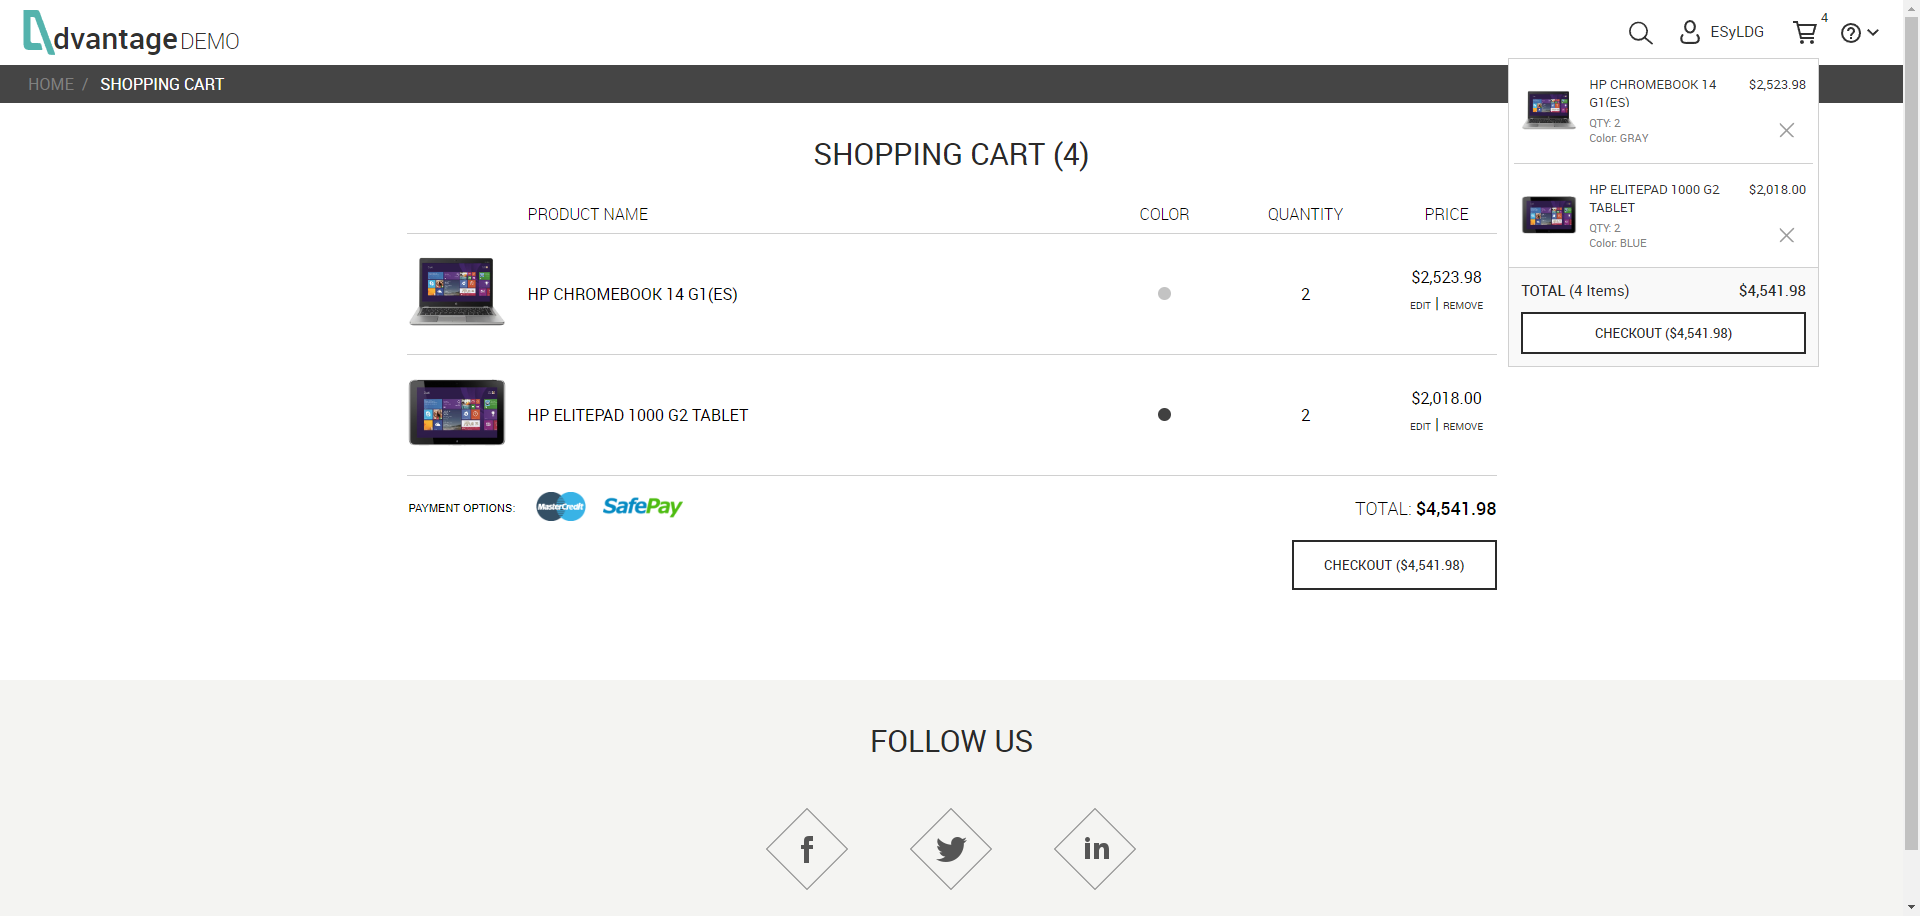 dvantage DEMO
ESyLDG
4
HOME / SHOPPING CART
HP CHROMEBOOK 14 G1(ES)
$2,523.98
QTY: 2
Color: GRAY
HP ELITEPAD 1000 G2 TABLET
$2,018.00
QTY: 2
Color: BLUE
TOTAL (4 Items) $4,541.98
CHECKOUT ($4,541.98)
SHOPPING CART (4)
PRODUCT NAME COLOR QUANTITY PRICE
HP CHROMEBOOK 14 G1(ES) 2 $2,523.98
EDIT | REMOVE
HP ELITEPAD 1000 G2 TABLET 2 $2,018.00
EDIT | REMOVE
PAYMENT OPTIONS: MasterCredit SafePay TOTAL: $4,541.98
CHECKOUT ($4,541.98)
FOLLOW US
f
in